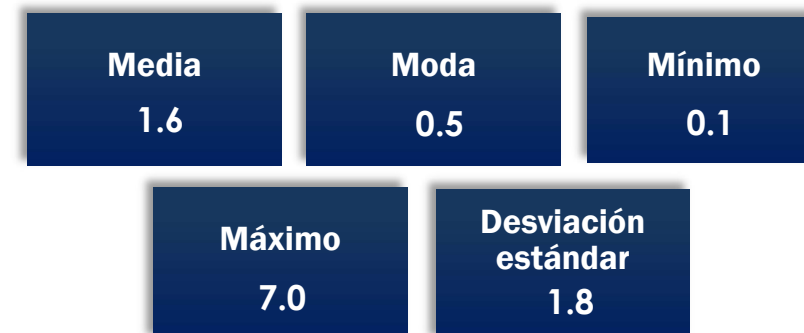 Media
1.6
Moda
0.5
Mínimo
0.1
Máximo
7.0
Desviación
estándar
1.8